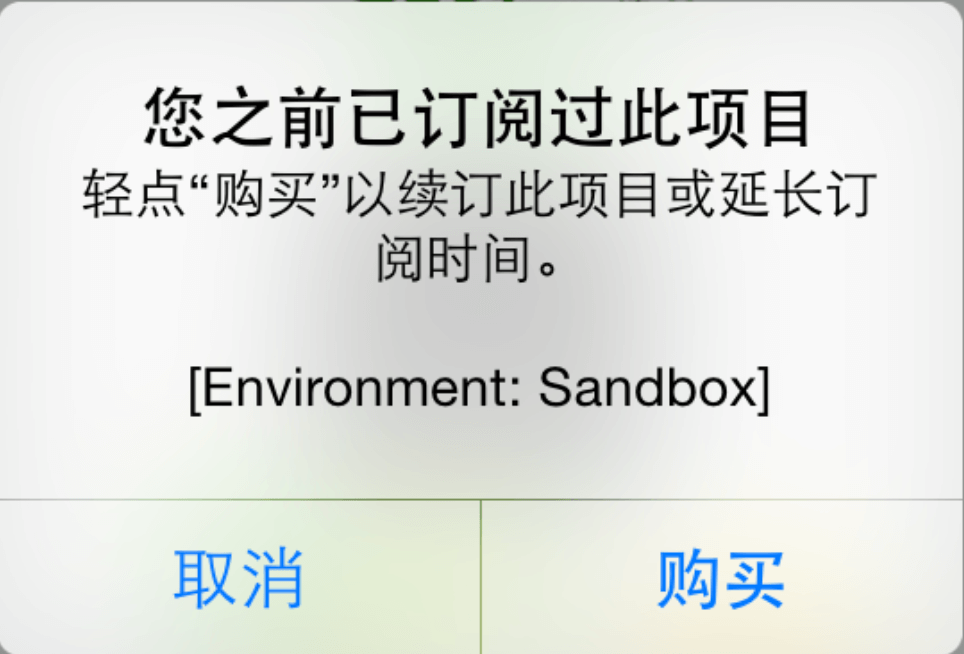 您之前已订阅过此项目
轻点“购买”以续订此项目或延长订
阅时间。
[Environment: Sandbox]
取消
购买